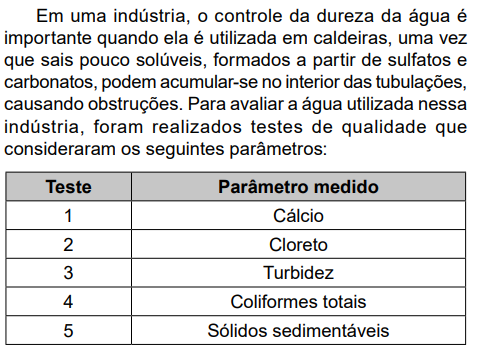 Em uma indústria, o controle da dureza da água é
importante quando ela é utilizada em caldeiras, uma vez
que sais pouco solúveis, formados a partir de sulfatos e
carbonatos, podem acumular-se no interior das tubulações,
causando obstruções. Para avaliar a água utilizada nessa
indústria, foram realizados testes de qualidade que
consideraram os seguintes parâmetros:
Teste Parâmetro medido
1 Cálcio
2 Cloreto
3 Turbidez
4 Coliformes totais
5 Sólidos sedimentáveis